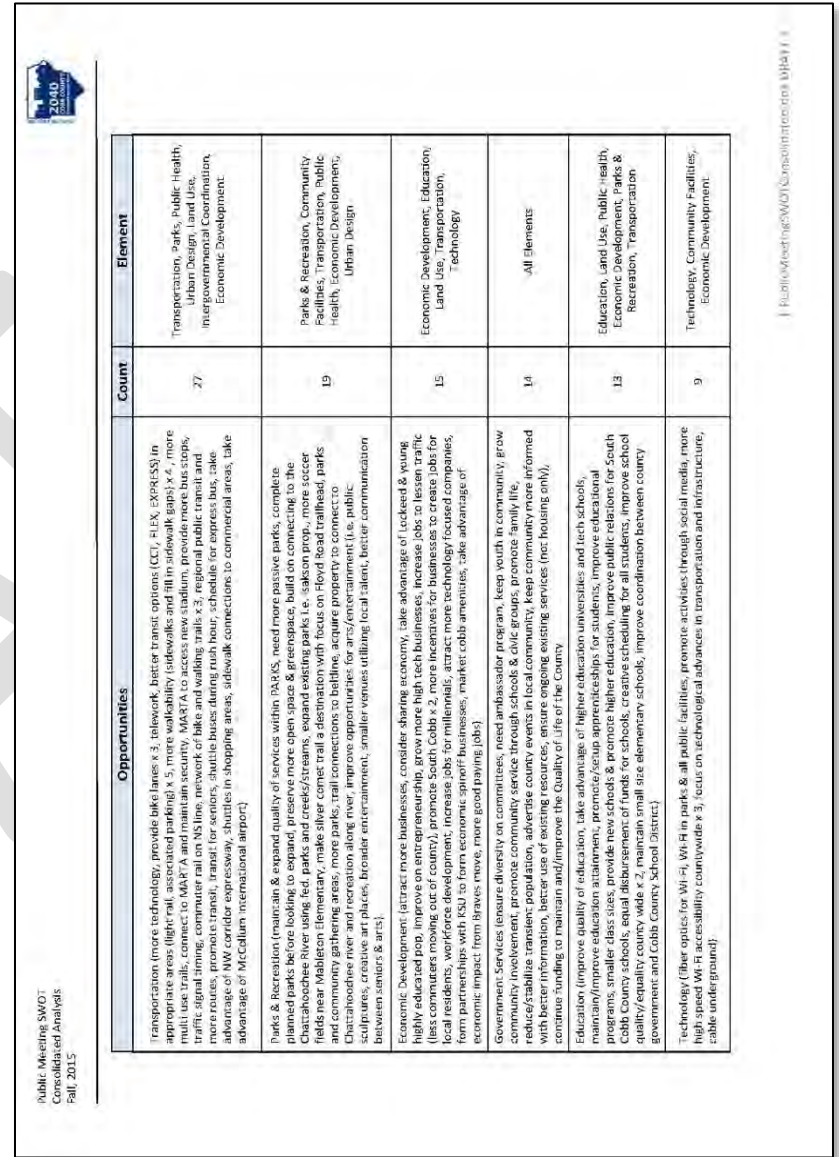 Public Meeting SWOT
Consolidated Analysis
Fall, 2015
2040
COBB COUNTY
Opportunities
Count
Element
Transportation (more technology, provide bike lanes x 3, telework, better transit options (CCT, FLEX, EXPRESS) in
appropriate areas (light rail, associated parking) x 5, more walkability (sidewalks and fill in sidewalk gaps) x 4 , more
multi use trails, connect to MARTA and maintain security, MARTA to access new stadium, provide more bus stops,
traffic signal timing, commuter rail on NS line, network of bike and walking trails x 3, regional public transit and
more routes, promote transit, transit for seniors, shuttle buses during rush hour, schedule for express bus, take
advantage of NW corridor expressway, shuttles in shopping areas, sidewalk connections to commercial areas, take
advantage of McCollum International airport)
27
Transportation, Parks, Public Health,
Urban Design, Land Use,
Intergovernmental Coordination,
Economic Development
Parks & Recreation (maintain & expand quality of services within PARKS, need more passive parks, complete
planned parks before looking to expand, preserve more open space & greenspace, build on connecting to the
Chattahoochee River using fed. parks and creeks/streams, expand existing parks i.e. Isakson prop., more soccer
fields near Mableton Elementary, make silver comet trail a destination with focus on Floyd Road trailhead, parks
and community gathering areas, more parks, trail connections to beltline, acquire property to connect to
Chattahoochee river and recreation along river, improve opportunities for arts/entertainment (i.e. public
sculptures, creative art places, broader entertainment, smaller venues utilizing local talent, better communication
between seniors & art).
19
Parks & Recreation, Community
Facilities, Transportation, Public
Health, Economic Development,
Urban Design
Economic Development (attract more businesses, consider sharing economy, take advantage of Lockeed & young
highly educated pop, improve on entrepreneurship, grow more high tech businesses, increase jobs to lessen traffic
(less commuters moving out of county), promote South Cobb x 2, more incentives for businesses to create jobs for
local residents, workforce development, increase jobs for millennials, attract more technology focused companies,
form partnerships with KSU to form economic spinoff businesses, market cobb amenities, take advantage of
economic impact from Braves move, more good paying jobs)
15
Economic Development, Education,
Land Use, Transportation,
Technology
Government Services (ensure diversity on committees, need ambassador program, keep youth in community, grow
community involvement, promote community service through schools & civic groups, promote family life,
reduce/stabilize transient population, advertise county events in local community, keep community more informed
with better information, better use of existing resources, ensure ongoing existing services (not housing only),
continue funding to maintain and/improve the Quality of Life of the County
14
All Elements
Education (improve quality of education, take advantage of higher education universities and tech schools,
maintain/improve education attainment, promote/setup apprenticeships for students, improve educational
programs, smaller class sizes, provide new schools & promote higher education, improve public relations for South
Cobb County schools, equal disbursement of funds for schools, creative scheduling for all students, improve school
quality/equality county wide x 2, maintain small size elementary schools, improve coordination between county
government and Cobb County School District)
13
Education, Land Use, Public Health,
Economic Development, Parks &
Recreation, Transportation
Technology (fiber optics for Wi-Fi, Wi-Fi in parks & all public facilities, promote activities through social media, more
high speed Wi-Fi accessibility countywide x 3, focus on technological advances in transportation and infrastructure,
cable underground)
9
Technology, Community Facilities,
Economic Development
PublicMeetingSWOTConsolidatedAna DRAFT